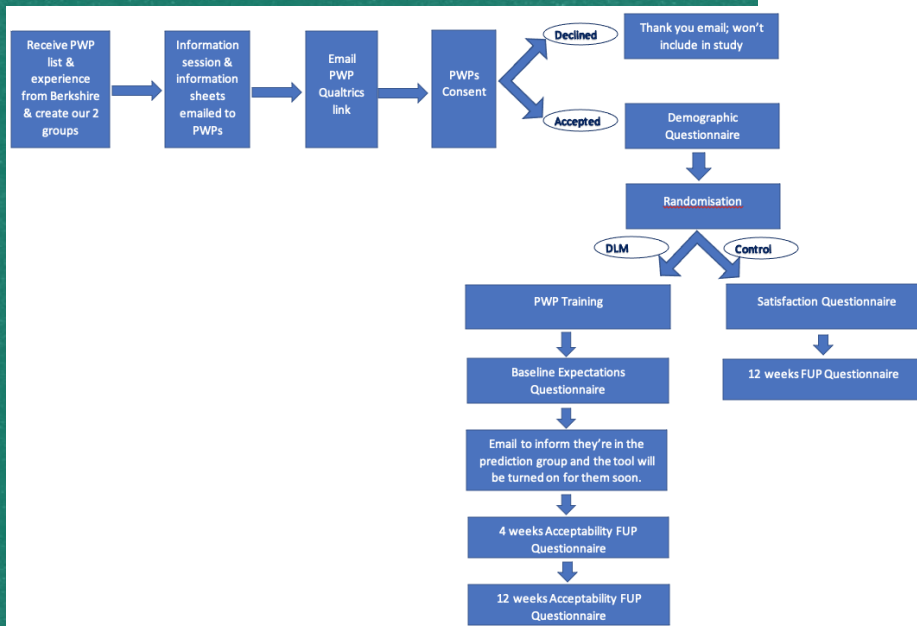 Receive PWP
list &
experience
from Berkshire
& create our 2
groups
Information
session &
information
sheets
emailed to
PWPs
Email
PWP
Qualtrics
link
PWPs
Consent
Declined
Thank you email; won't
include in study
Accepted
Demographic
Questionnaire
Randomisation
DLM
Control
PWP Training
Satisfaction Questionnaire
Baseline Expectations
Questionnaire
12 weeks FUP Questionnaire
Email to inform they're in the
prediction group and the tool will
be turned on for them soon.
4 weeks Acceptability FUP
Questionnaire
12 weeks Acceptability FUP
Questionnaire